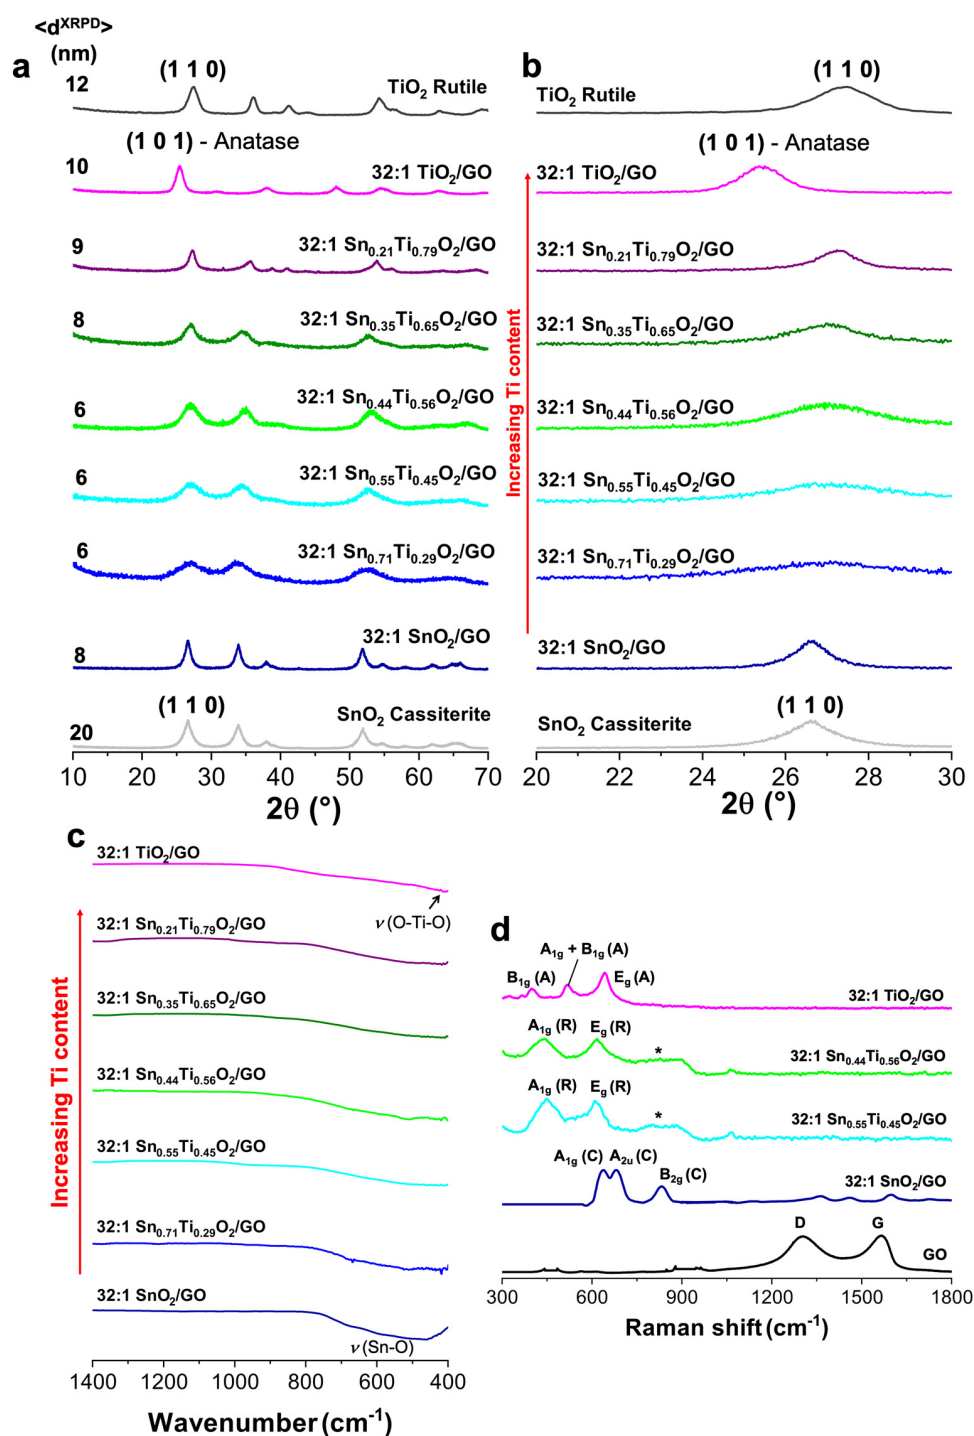 <d^XRPD>
(nm)
a
(1 1 0)
12
TiO₂ Rutile
(1 0 1) - Anatase
10
32:1 TiO₂/GO
9
32:1 Sn₀.₂₁Ti₀.₇₉O₂/GO
8
32:1 Sn₀.₃₅Ti₀.₆₅O₂/GO
6
32:1 Sn₀.₄₄Ti₀.₅₆O₂/GO
6
32:1 Sn₀.₅₅Ti₀.₄₅O₂/GO
6
32:1 Sn₀.₇₁Ti₀.₂₉O₂/GO
8
32:1 SnO₂/GO
(1 1 0)
20
SnO₂ Cassiterite
10 20 30 40 50 60 70
2θ (°)
b
(1 1 0)
TiO₂ Rutile
(1 0 1) - Anatase
32:1 TiO₂/GO
32:1 Sn₀.₂₁Ti₀.₇₉O₂/GO
32:1 Sn₀.₃₅Ti₀.₆₅O₂/GO
32:1 Sn₀.₄₄Ti₀.₅₆O₂/GO
32:1 Sn₀.₅₅Ti₀.₄₅O₂/GO
32:1 Sn₀.₇₁Ti₀.₂₉O₂/GO
32:1 SnO₂/GO
(1 1 0)
SnO₂ Cassiterite
Increasing Ti content
20 22 24 26 28 30
2θ (°)
c
32:1 TiO₂/GO
ν(O-Ti-O)
32:1 Sn₀.₂₁Ti₀.₇₉O₂/GO
32:1 Sn₀.₃₅Ti₀.₆₅O₂/GO
32:1 Sn₀.₄₄Ti₀.₅₆O₂/GO
32:1 Sn₀.₅₅Ti₀.₄₅O₂/GO
32:1 Sn₀.₇₁Ti₀.₂₉O₂/GO
32:1 SnO₂/GO
ν(Sn-O)
Increasing Ti content
1400 1200 1000 800 600 400
Wavenumber (cm⁻¹)
d
A₁g + B₁g (A)
B₁g (A) E_g (A)
32:1 TiO₂/GO
A₁g (R) E_g (R)
*
32:1 Sn₀.₄₄Ti₀.₅₆O₂/GO
A₁g (R) E_g (R)
*
32:1 Sn₀.₅₅Ti₀.₄₅O₂/GO
A₁g (C) A₂u (C)
B₂g (C)
32:1 SnO₂/GO
D G
GO
300 600 900 1200 1500 1800
Raman shift (cm⁻¹)